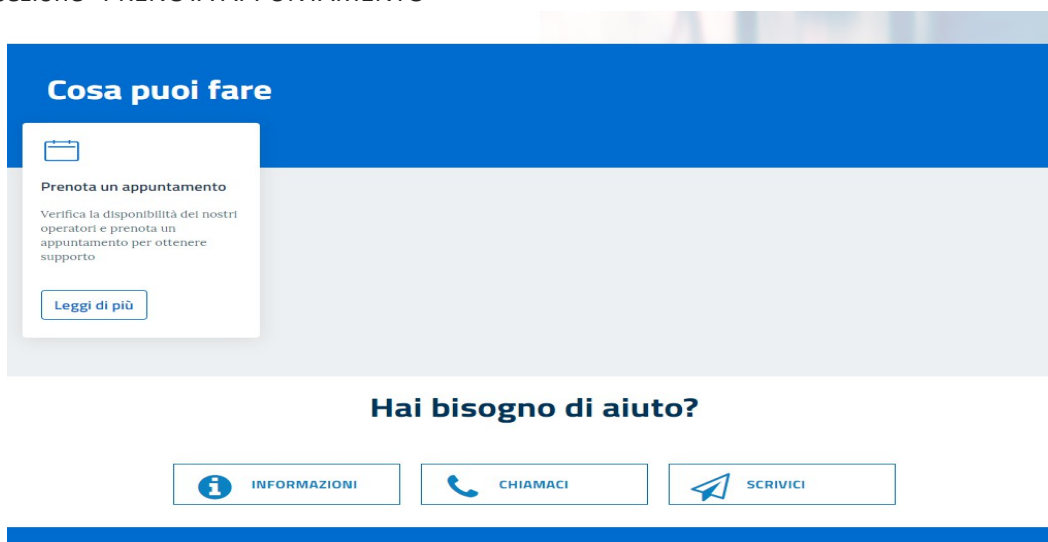 Cosa puoi fare
Prenota un appuntamento
Verifica la disponibilità dei nostri
operatori e prenota un
appuntamento per ottenere
supporto
Leggi di più
Hai bisogno di aiuto?
INFORMAZIONI
CHIAMACI
SCRIVICI